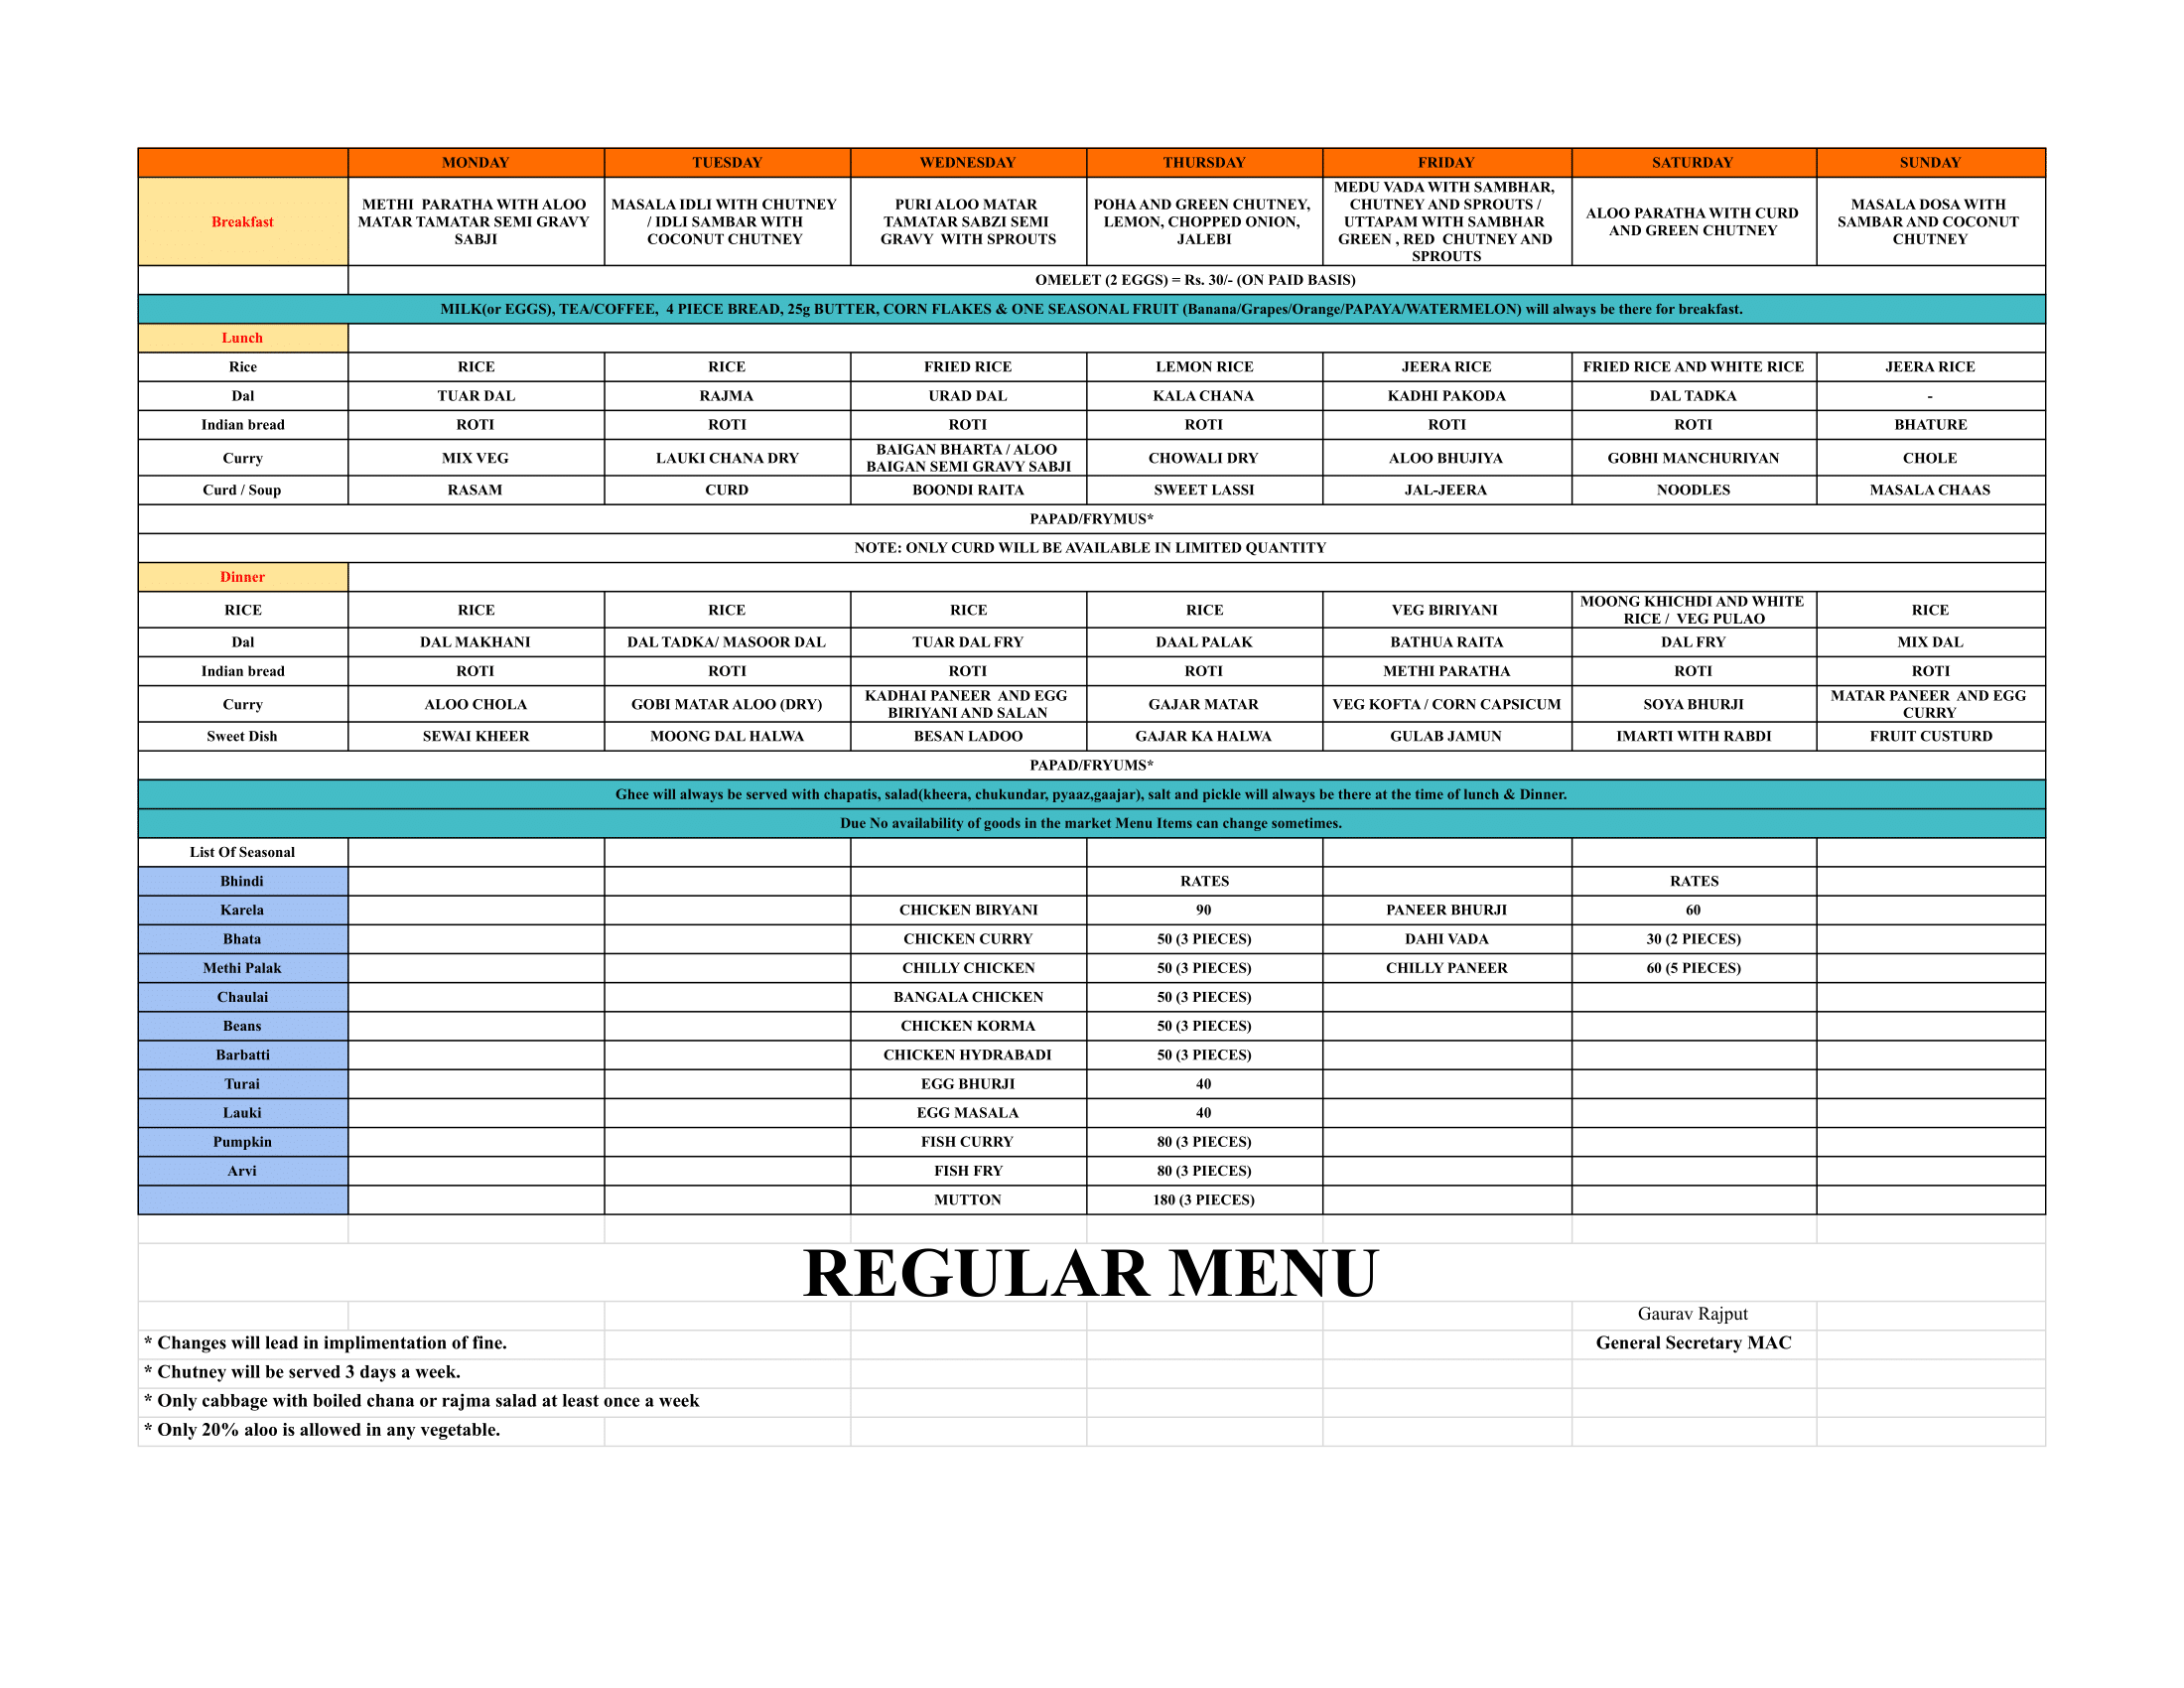 MONDAY TUESDAY WEDNESDAY THURSDAY FRIDAY SATURDAY SUNDAY
Breakfast
METHI PARATHA WITH ALOO
MATAR TAMATAR SEMI GRAVY
SABJI
MASALA IDLI WITH CHUTNEY
/ IDLI SAMBAR WITH
COCONUT CHUTNEY
PURI ALOO MATAR
TAMATAR SABZI SEMI
GRAVY WITH SPROUTS
POHA AND GREEN CHUTNEY,
LEMON, CHOPPED ONION,
JALEBI
MEDU VADA WITH SAMBHAR,
CHUTNEY AND SPROUTS /
UTTAPAM WITH SAMBHAR
GREEN , RED CHUTNEY AND
SPROUTS
ALOO PARATHA WITH CURD
AND GREEN CHUTNEY
MASALA DOSA WITH
SAMBAR AND COCONUT
CHUTNEY
OMELET (2 EGGS) = Rs. 30/- (ON PAID BASIS)
MILK(or EGGS), TEA/COFFEE, 4 PIECE BREAD, 25g BUTTER, CORN FLAKES & ONE SEASONAL FRUIT (Banana/Grapes/Orange/PAPAYA/WATERMELON) will always be there for breakfast.
Lunch
Rice RICE RICE FRIED RICE LEMON RICE JEERA RICE FRIED RICE AND WHITE RICE JEERA RICE
Dal TUAR DAL RAJMA URAD DAL KALA CHANA KADHI PAKODA DAL TADKA -
Indian bread ROTI ROTI ROTI ROTI ROTI ROTI BHATURE
Curry MIX VEG LAUKI CHANA DRY
BAIGAN BHARTA / ALOO
BAIGAN SEMI GRAVY SABJI
CHOWALI DRY ALOO BHUJIYA GOBHI MANCHURIYAN CHOLE
Curd / Soup RASAM CURD BOONDI RAITA SWEET LASSI JAL-JEERA NOODLES MASALA CHAAS
PAPAD/FRYMUS*
NOTE: ONLY CURD WILL BE AVAILABLE IN LIMITED QUANTITY
Dinner
RICE RICE RICE RICE RICE VEG BIRIYANI
MOONG KHICHDI AND WHITE
RICE / VEG PULAO
RICE
Dal DAL MAKHANI DAL TADKA/ MASOOR DAL TUAR DAL FRY DAAL PALAK BATHUA RAITA DAL FRY MIX DAL
Indian bread ROTI ROTI ROTI ROTI METHI PARATHA ROTI ROTI
Curry ALOO CHOLA GOBI MATAR ALOO (DRY)
KADHAI PANEER AND EGG
BIRIYANI AND SALAN
GAJAR MATAR VEG KOFTA / CORN CAPSICUM SOYA BHURJI
MATAR PANEER AND EGG
CURRY
Sweet Dish SEWAI KHEER MOONG DAL HALWA BESAN LADOO GAJAR KA HALWA GULAB JAMUN IMARTI WITH RABDI FRUIT CUSTURD
PAPAD/FRYUMS*
Ghee will always be served with chapatis, salad(kheera, chukundar, pyaaz,gaajar), salt and pickle will always be there at the time of lunch & Dinner.
Due No availability of goods in the market Menu Items can change sometimes.
List Of Seasonal
Bhindi RATES RATES
Karela CHICKEN BIRYANI 90 PANEER BHURJI 60
Bhata CHICKEN CURRY 50 (3 PIECES) DAHI VADA 30 (2 PIECES)
Methi Palak CHILLY CHICKEN 50 (3 PIECES) CHILLY PANEER 60 (5 PIECES)
Chaulai BANGALA CHICKEN 50 (3 PIECES)
Beans CHICKEN KORMA 50 (3 PIECES)
Barbatti CHICKEN HYDRABADI 50 (3 PIECES)
Turai EGG BHURJI 40
Lauki EGG MASALA 40
Pumpkin FISH CURRY 80 (3 PIECES)
Arvi FISH FRY 80 (3 PIECES)
MUTTON 180 (3 PIECES)
REGULAR MENU
Gaurav Rajput
* Changes will lead in implimentation of fine. General Secretary MAC
* Chutney will be served 3 days a week.
* Only cabbage with boiled chana or rajma salad at least once a week
* Only 20% aloo is allowed in any vegetable.